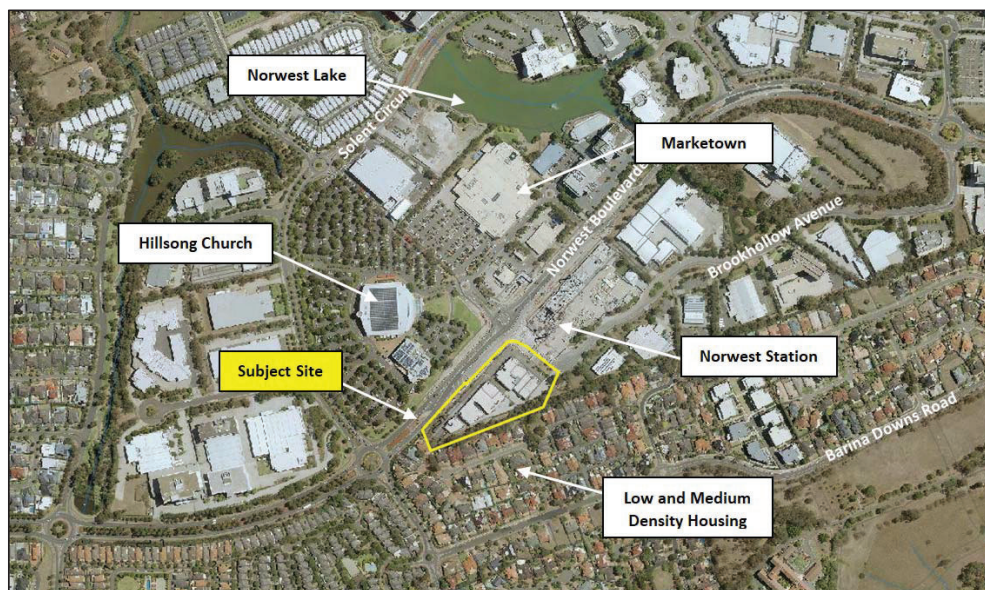 Norwest Lake
Solent Circuit
Marketown
Norwest Boulevard
Hillsong Church
Brookhollow Avenue
Norwest Station
Subject Site
Barina Downs Road
Low and Medium
Density Housing